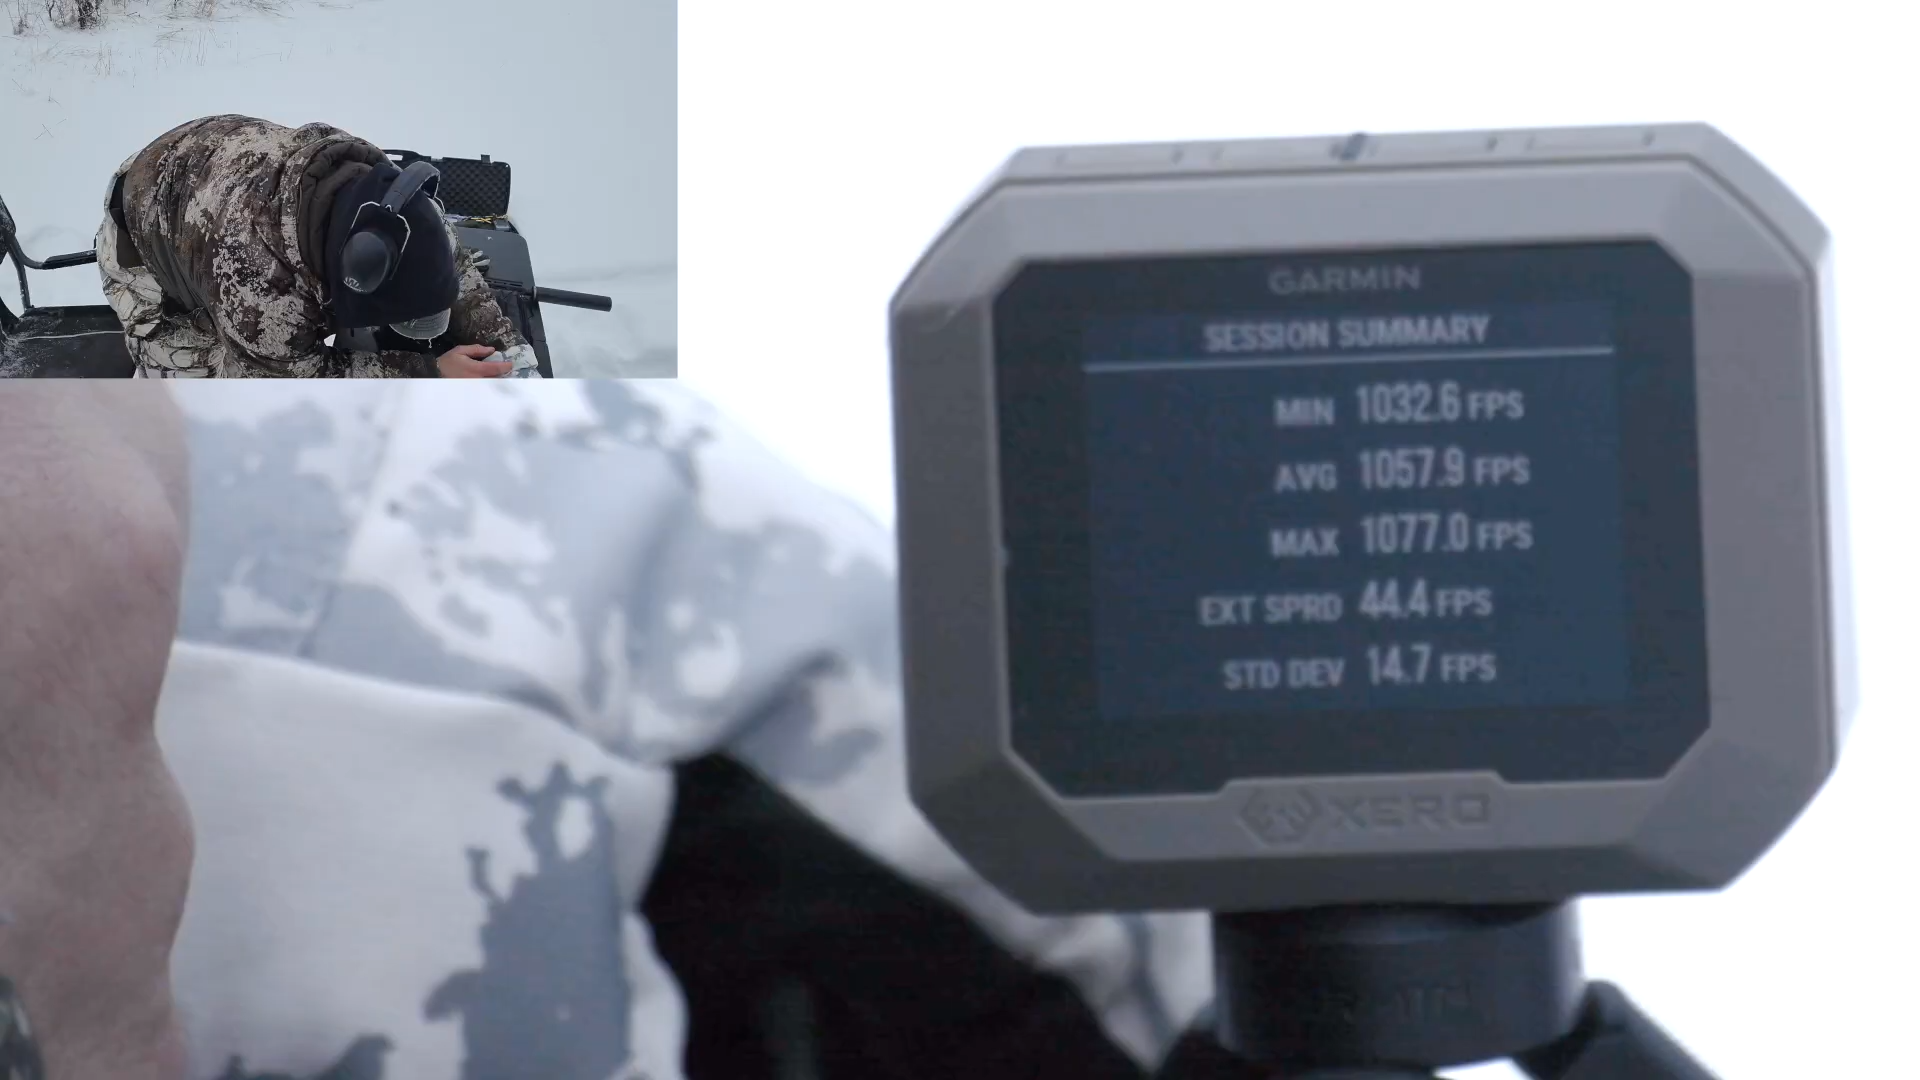 GARMIN
SESSION SUMMARY
MIN 1032.6 FPS
AVG 1057.9 FPS
MAX 1077.0 FPS
EXT SPRD 44.4 FPS
STD DEV 14.7 FPS
XERO